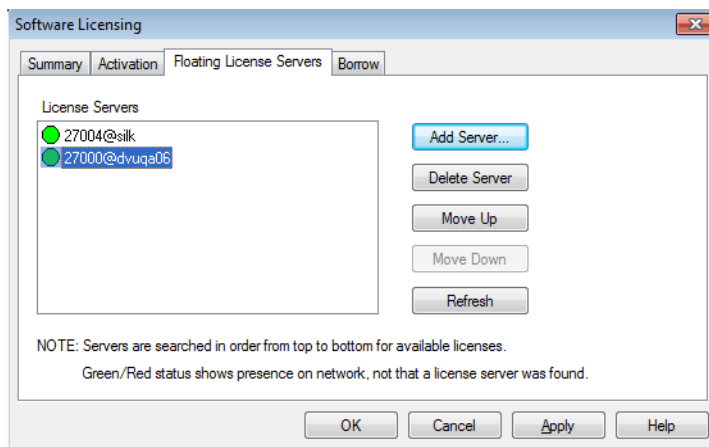 Software Licensing
Summary Activation Floating License Servers Borrow
License Servers
27004@silk
27000@dvuqa06
Add Server...
Delete Server
Move Up
Move Down
Refresh
NOTE: Servers are searched in order from top to bottom for available licenses.
Green/Red status shows presence on network, not that a license server was found.
OK Cancel Apply Help